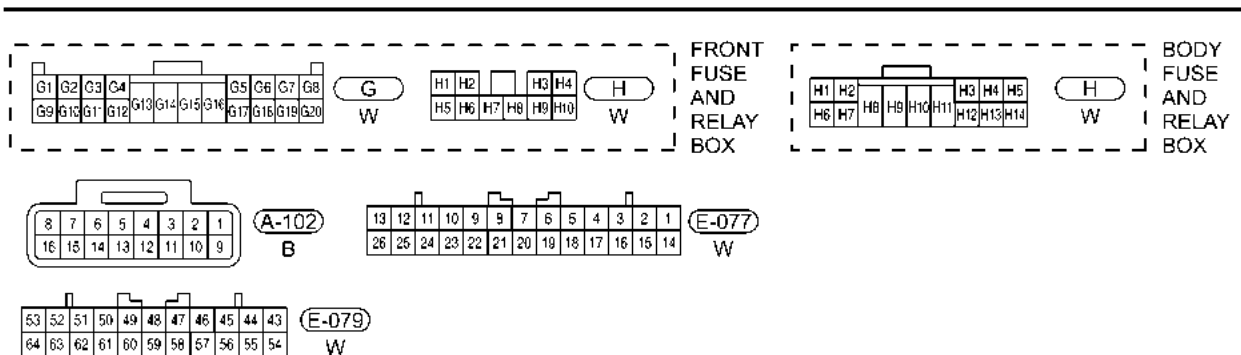 G1 G2 G3 G4 G13 G14 G15 G16 G5 G6 G7 G8
G9 G10 G11 G12 G17 G18 G19 G20
G
W
H1 H2 H3 H4
H5 H6 H7 H8 H9 H10
H
W
FRONT
FUSE
AND
RELAY
BOX
H1 H2 H8 H9 H10 H11 H3 H4 H5
H6 H7 H12 H13 H14
H
W
BODY
FUSE
AND
RELAY
BOX
8 7 6 5 4 3 2 1
16 15 14 13 12 11 10 9
A-102
B
13 12 11 10 9 8 7 6 5 4 3 2 1
26 25 24 23 22 21 20 19 18 17 16 15 14
E-077
W
53 52 51 50 49 48 47 46 45 44 43
64 63 62 61 60 59 58 57 56 55 54
E-079
W